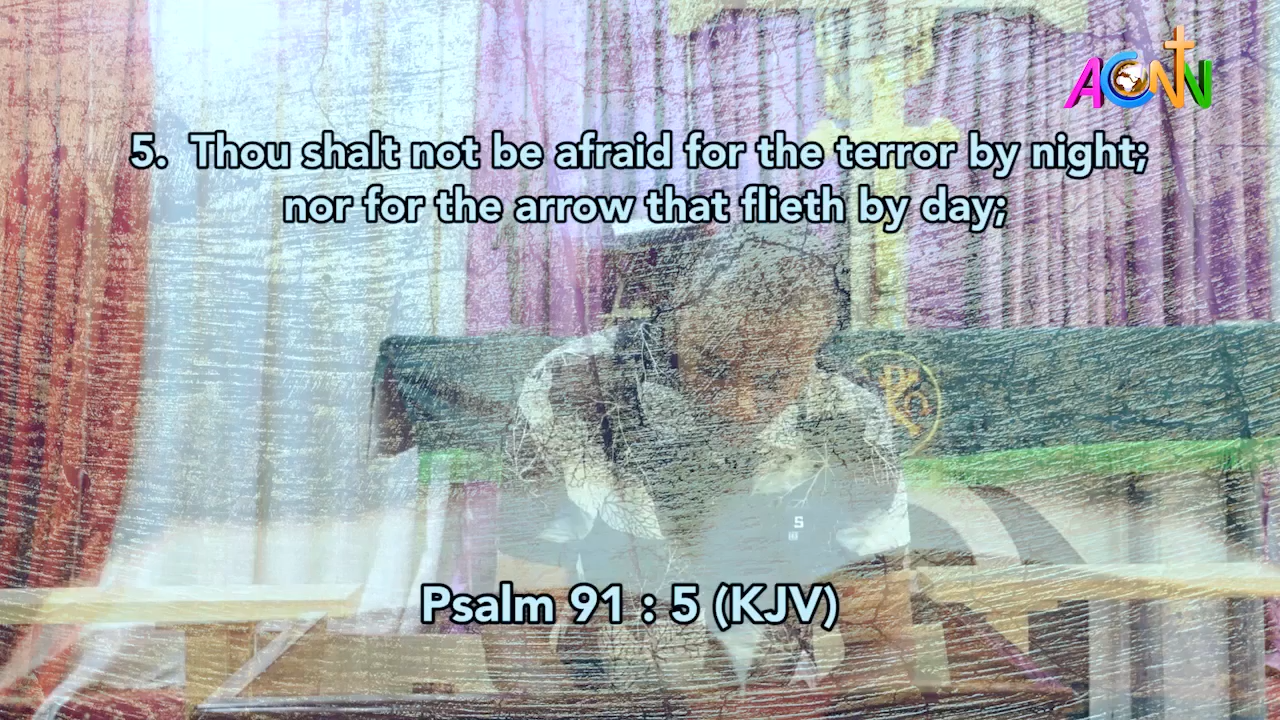 ACNN
5. Thou shalt not be afraid for the terror by night;
nor for the arrow that flieth by day;
5
Psalm 91 : 5 (KJV)